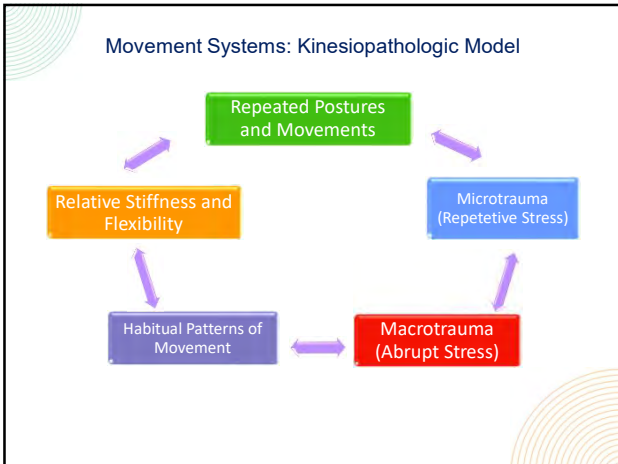 Movement Systems: Kinesiopathologic Model
Repeated Postures
and Movements
Relative Stiffness and
Flexibility
Microtrauma
(Repetetive Stress)
Habitual Patterns of
Movement
Macrotrauma
(Abrupt Stress)